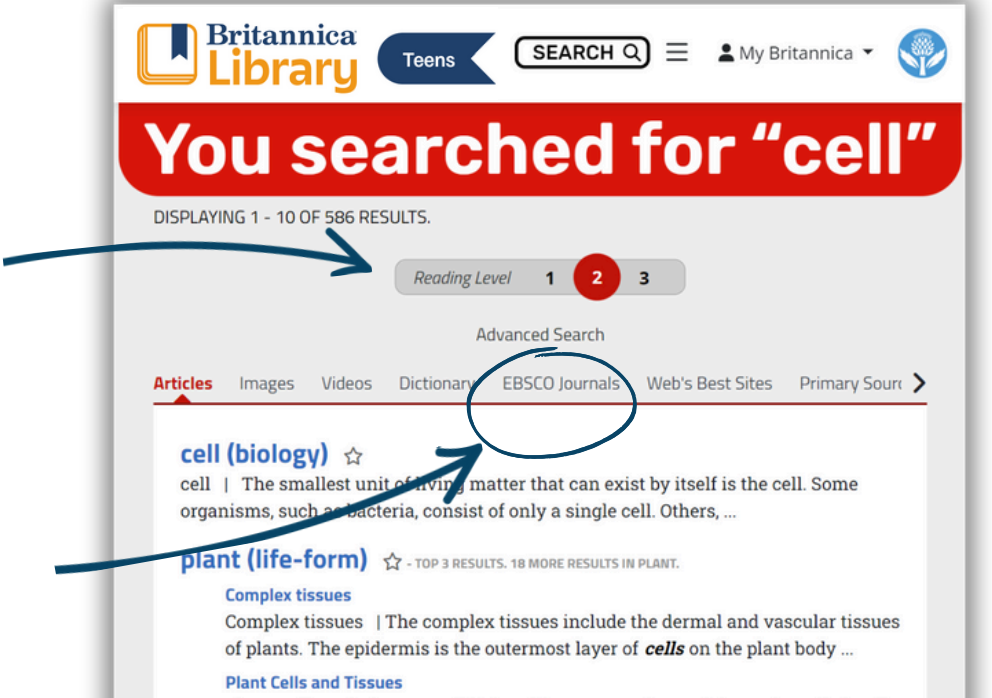 Britannica
Library
Teens
SEARCH
My Britannica
You searched for “cell”
DISPLAYING 1 - 10 OF 586 RESULTS.
Reading Level 1 2 3
Advanced Search
Articles Images Videos Dictionary EBSCO Journals Web's Best Sites Primary Sourc
cell (biology)
cell | The smallest unit of living matter that can exist by itself is the cell. Some
organisms, such as bacteria, consist of only a single cell. Others, ...
plant (life-form) - TOP 3 RESULTS. 18 MORE RESULTS IN PLANT.
Complex tissues
Complex tissues | The complex tissues include the dermal and vascular tissues
of plants. The epidermis is the outermost layer of cells on the plant body ...
Plant Cells and Tissues